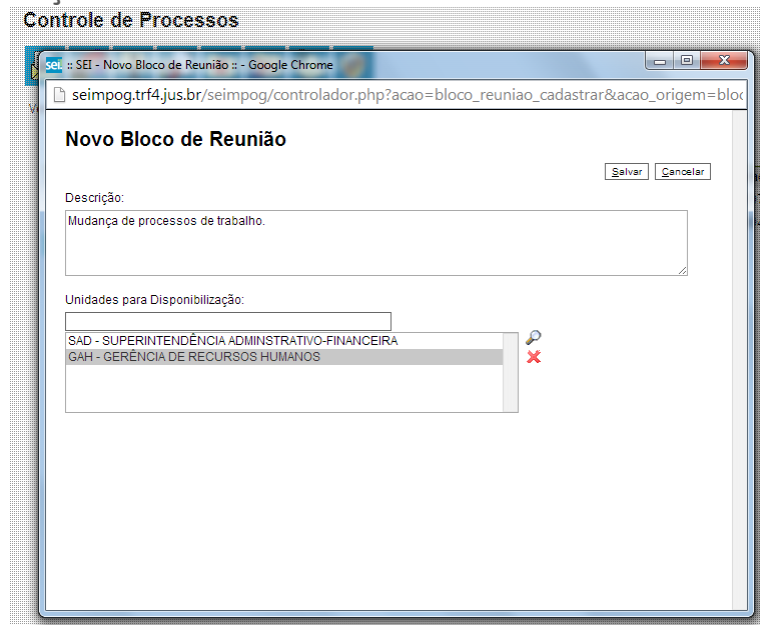 Controle de Processos
sei. :: SEI - Novo Bloco de Reunião :: - Google Chrome
seimpog.trf4.jus.br/seimpog/controlador.php?acao=bloco_reuniao_cadastrar&acao_origem=bloc
Novo Bloco de Reunião
Salvar Cancelar
Descrição:
Mudança de processos de trabalho.
Unidades para Disponibilização:
SAD - SUPERINTENDÊNCIA ADMINSTRATIVO-FINANCEIRA
GAH - GERÊNCIA DE RECURSOS HUMANOS